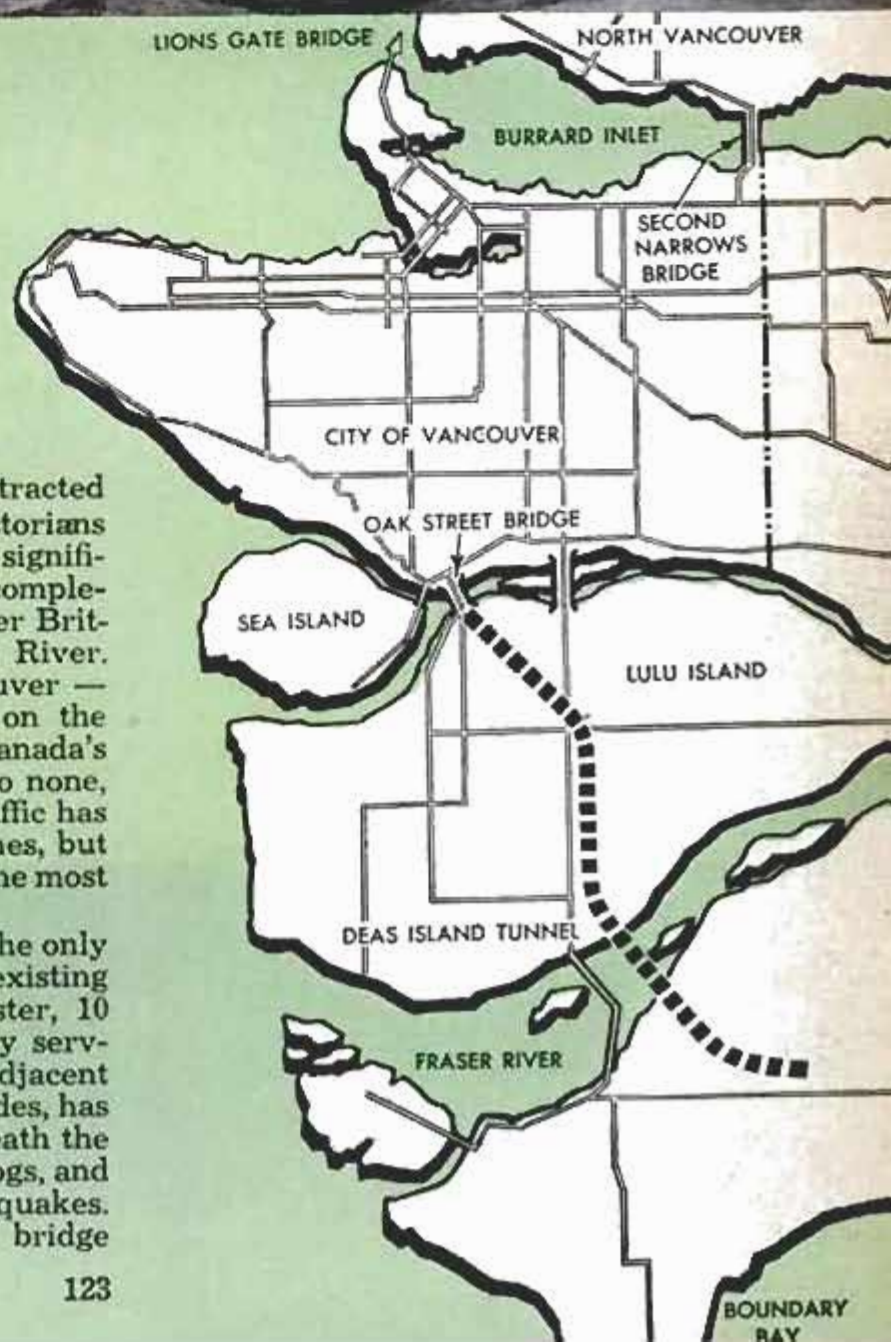 LIONS GATE BRIDGE
NORTH VANCOUVER
BURRARD INLET
SECOND
NARROWS
BRIDGE
CITY OF VANCOUVER
OAK STREET BRIDGE
SEA ISLAND
LULU ISLAND
DEAS ISLAND TUNNEL
FRASER RIVER
BOUNDARY
BAY
tracted
torians
signifi-
comple-
er Brit-
River.
uver —
on the
anada's
o none,
ffic has
nes, but
he most
he only
existing
ster, 10
y serv-
djacent
des, has
ath the
ogs, and
quakes.
bridge
123